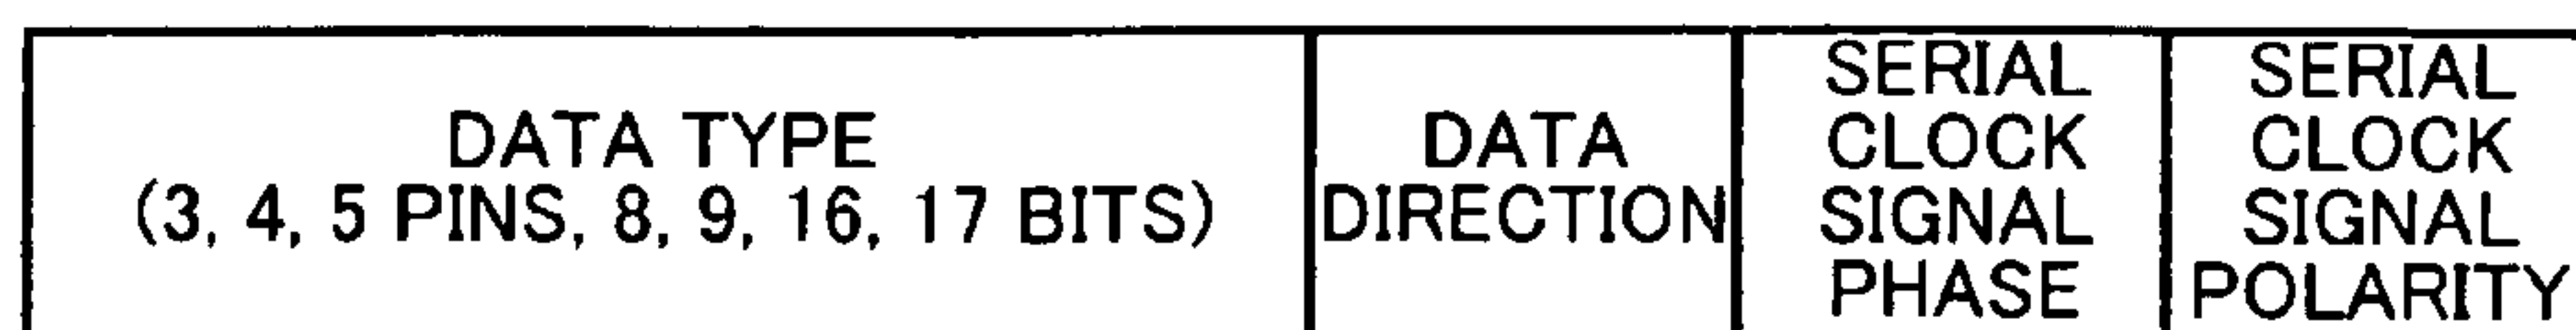 DATA TYPE
(3, 4, 5 PINS, 8, 9, 16, 17 BITS)
DATA
DIRECTION
SERIAL
CLOCK
SIGNAL
PHASE
SERIAL
CLOCK
SIGNAL
POLARITY